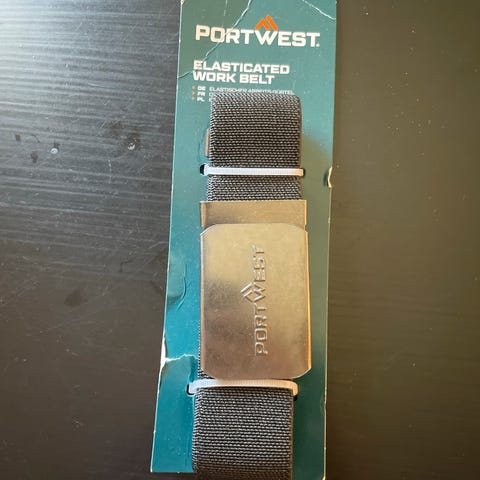 PORTWEST®
ELASTICATED
WORK BELT
DE ELASTISCHER ARBEITSGÜRTEL
FR
PL
PORTWEST